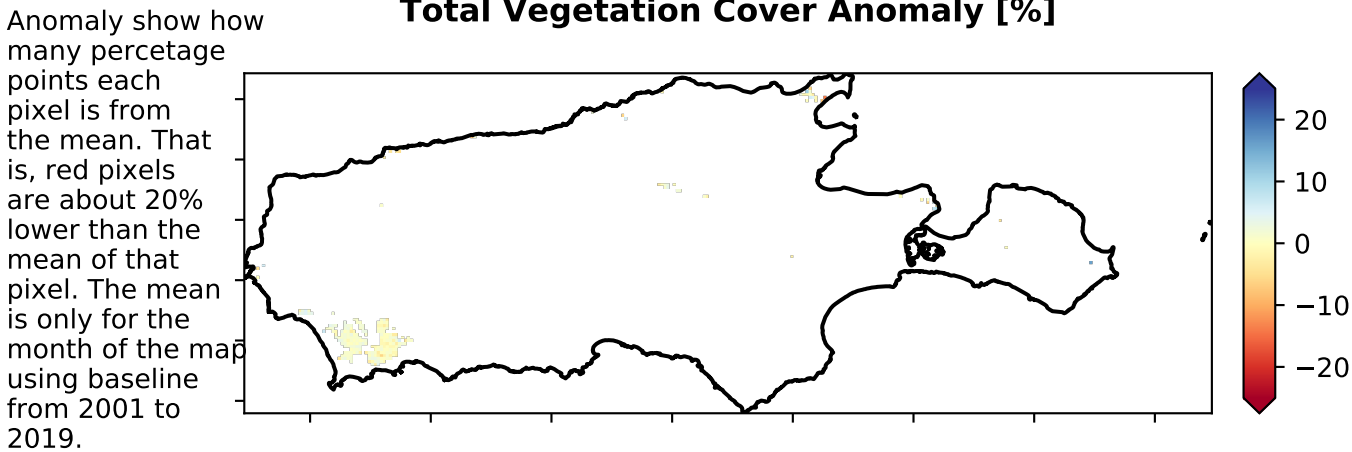 Total Vegetation Cover Anomaly [%]
Anomaly show how
many percetage
points each
pixel is from
the mean. That
is, red pixels
are about 20%
lower than the
mean of that
pixel. The mean
is only for the
month of the map
using baseline
from 2001 to
2019.
20
10
0
−10
−20